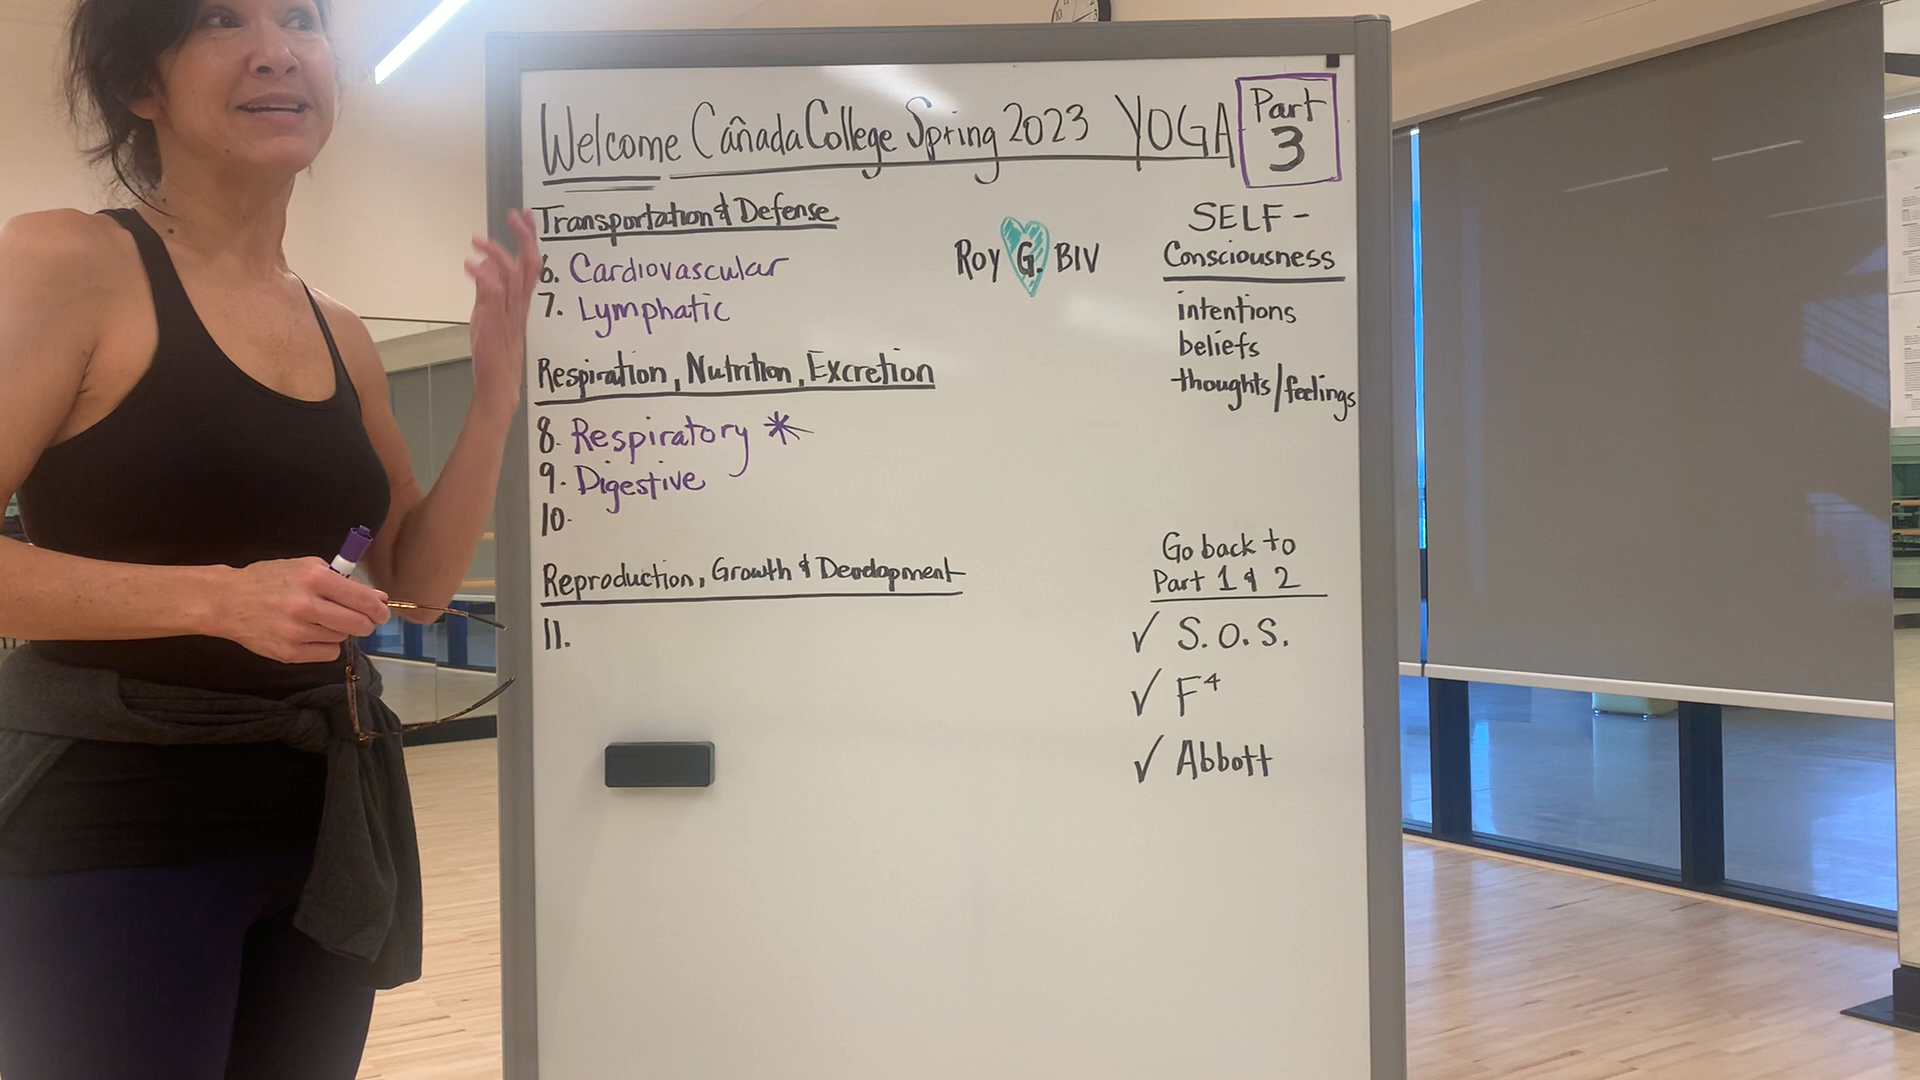 Welcome Cañada College Spring 2023 YOGA
Part
3
Transportation & Defense
6. Cardiovascular
7. Lymphatic
Respiration, Nutrition, Excretion
8. Respiratory *
9. Digestive
10.
Reproduction, Growth & Development
11.
Roy G. BIV
SELF-
Consciousness
intentions
beliefs
thoughts/feelings
Go back to
Part 1 & 2
✓ S.O.S.
✓ F⁴
✓ Abbott